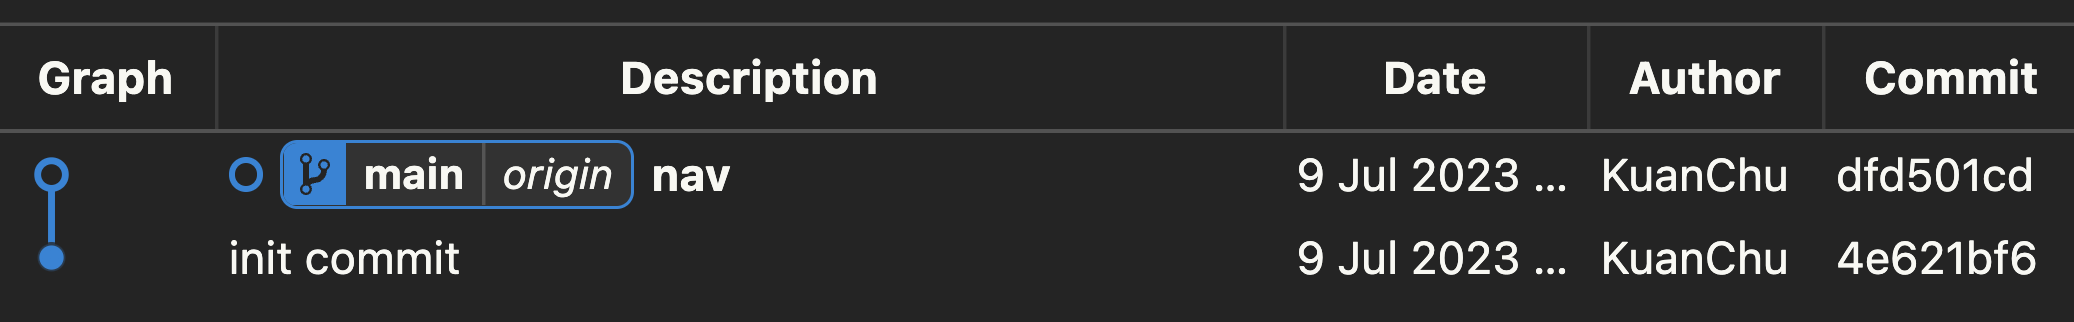 Graph Description Date Author Commit
main origin nav 9 Jul 2023 ... KuanChu dfd501cd
init commit 9 Jul 2023 ... KuanChu 4e621bf6